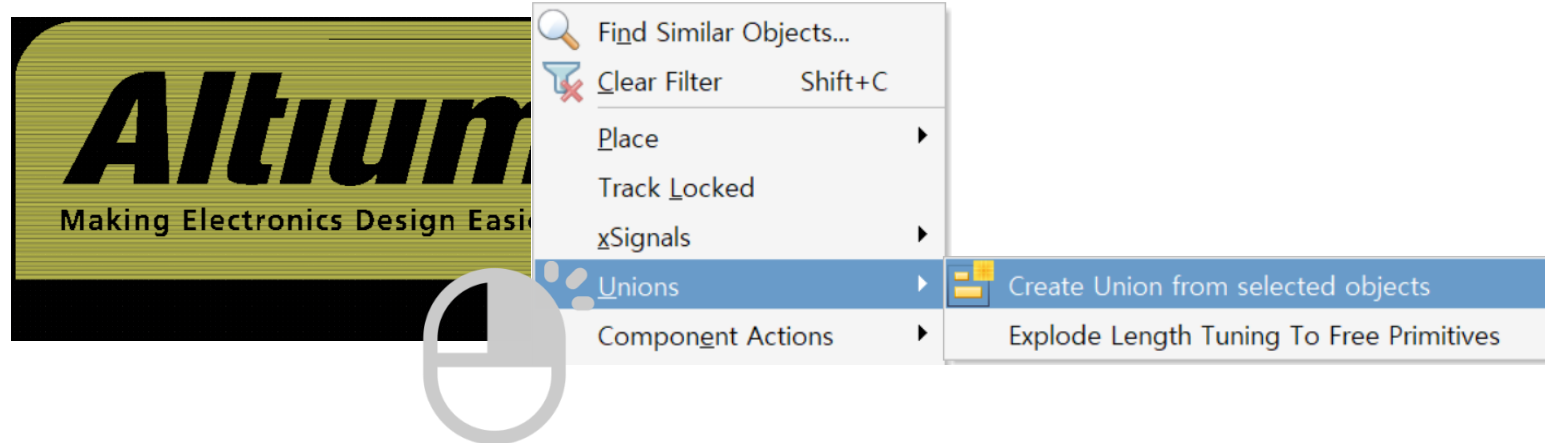 Altium
Making Electronics Design Easi
Find Similar Objects...
Clear Filter Shift+C
Place
Track Locked
xSignals
Unions
Component Actions
Create Union from selected objects
Explode Length Tuning To Free Primitives